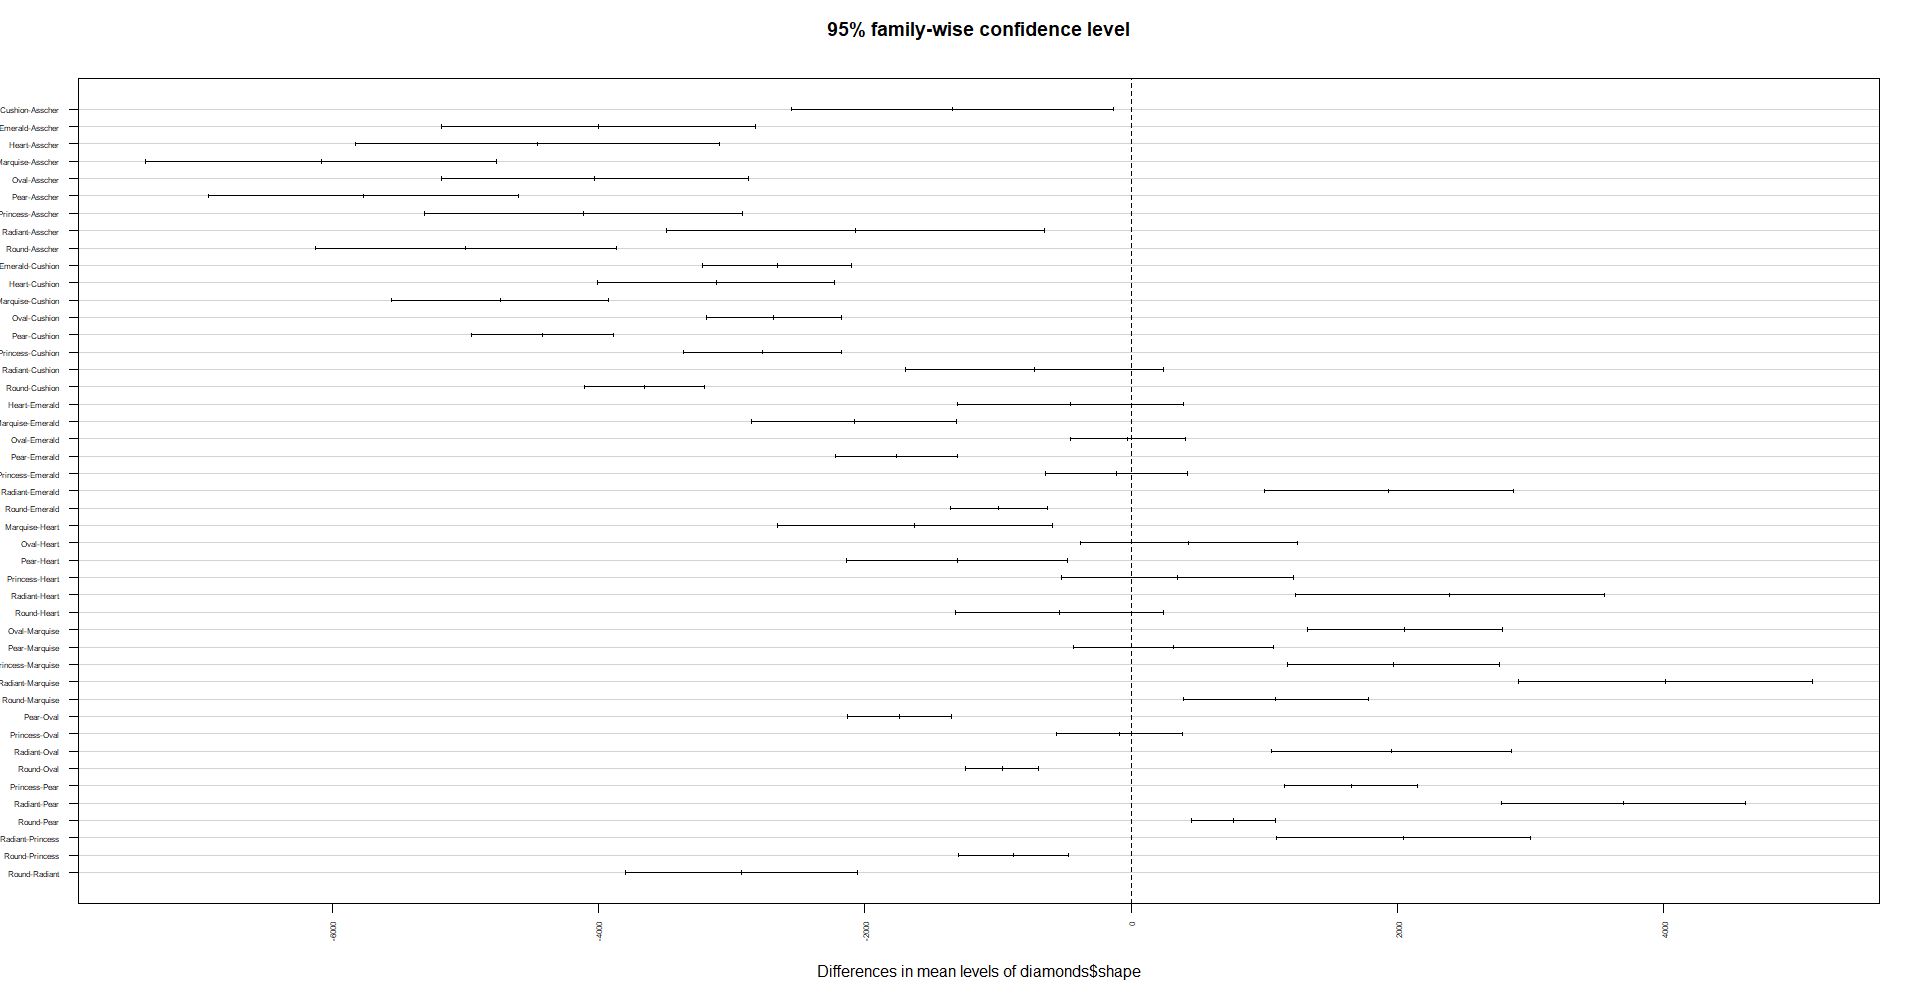 95% family-wise confidence level
Cushion-Asscher
Emerald-Asscher
Heart-Asscher
Marquise-Asscher
Oval-Asscher
Pear-Asscher
Princess-Asscher
Radiant-Asscher
Round-Asscher
Emerald-Cushion
Heart-Cushion
Marquise-Cushion
Oval-Cushion
Pear-Cushion
Princess-Cushion
Radiant-Cushion
Round-Cushion
Heart-Emerald
Marquise-Emerald
Oval-Emerald
Pear-Emerald
Princess-Emerald
Radiant-Emerald
Round-Emerald
Marquise-Heart
Oval-Heart
Pear-Heart
Princess-Heart
Radiant-Heart
Round-Heart
Oval-Marquise
Pear-Marquise
rincess-Marquise
Radiant-Marquise
Round-Marquise
Pear-Oval
Princess-Oval
Radiant-Oval
Round-Oval
Princess-Pear
Radiant-Pear
Round-Pear
Radiant-Princess
Round-Princess
Round-Radiant
-6000 -4000 -2000 0 2000 4000
Differences in mean levels of diamonds$shape